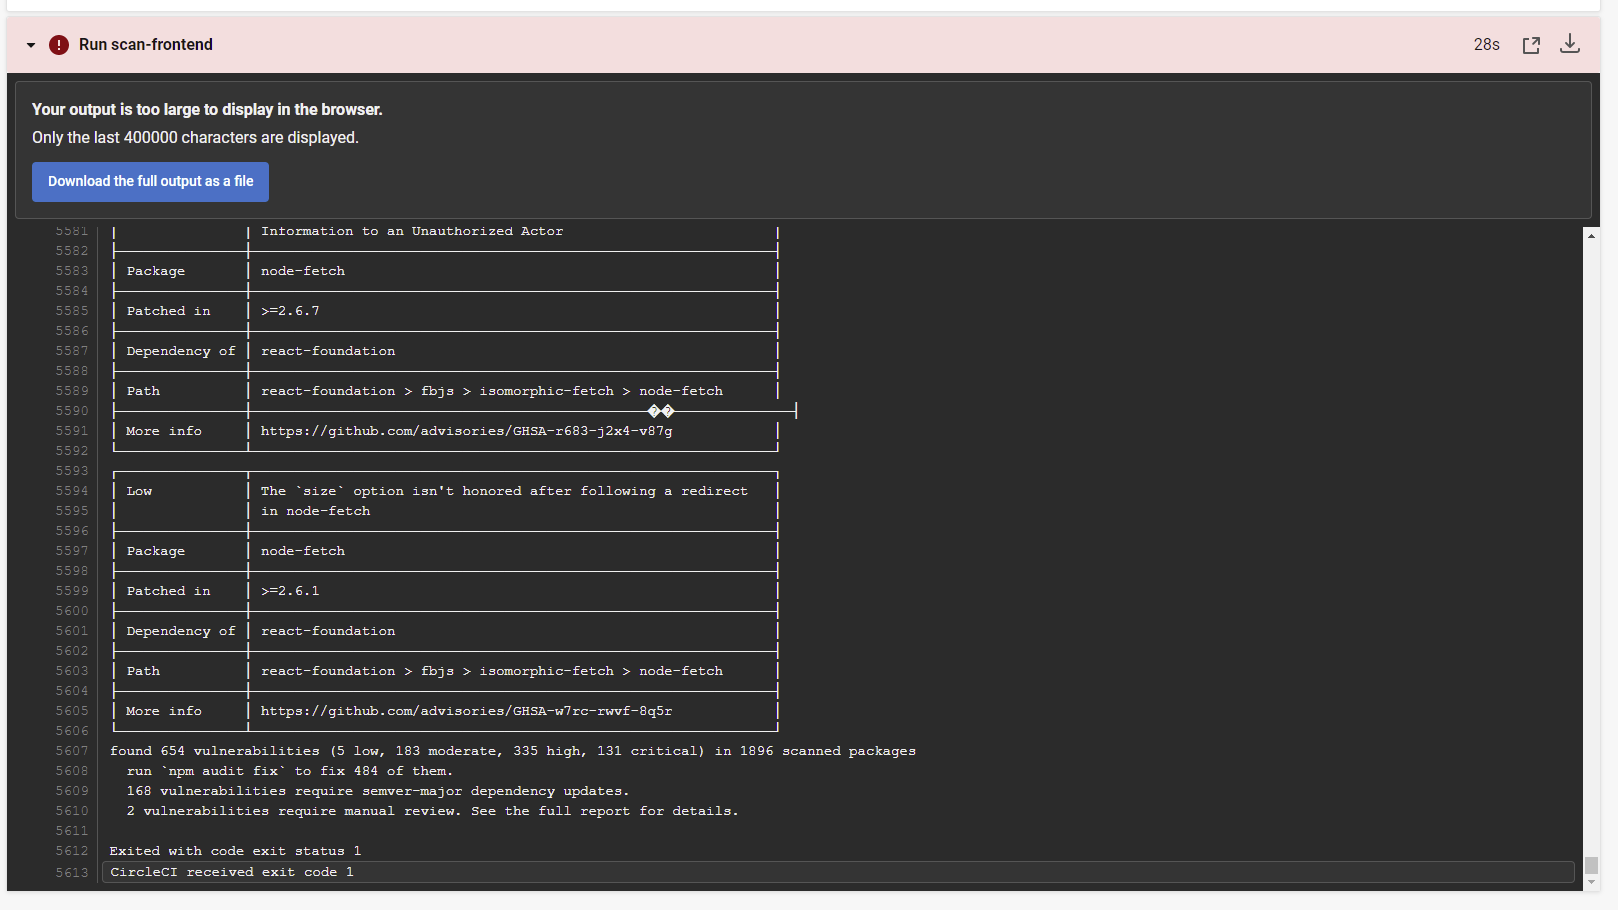 Run scan-frontend
28s
Your output is too large to display in the browser.
Only the last 400000 characters are displayed.
Download the full output as a file
5581 Information to an Unauthorized Actor
5582
5583 Package node-fetch
5584
5585 Patched in >=2.6.7
5586
5587 Dependency of react-foundation
5588
5589 Path react-foundation > fbjs > isomorphic-fetch > node-fetch
5590 ��
5591 More info https://github.com/advisories/GHSA-r683-j2x4-v87g
5592
5593
5594 Low The `size` option isn't honored after following a redirect
5595 in node-fetch
5596
5597 Package node-fetch
5598
5599 Patched in >=2.6.1
5600
5601 Dependency of react-foundation
5602
5603 Path react-foundation > fbjs > isomorphic-fetch > node-fetch
5604
5605 More info https://github.com/advisories/GHSA-w7rc-rwvf-8q5r
5606
5607 found 654 vulnerabilities (5 low, 183 moderate, 335 high, 131 critical) in 1896 scanned packages
5608 run `npm audit fix` to fix 484 of them.
5609 168 vulnerabilities require semver-major dependency updates.
5610 2 vulnerabilities require manual review. See the full report for details.
5611
5612 Exited with code exit status 1
5613 CircleCI received exit code 1